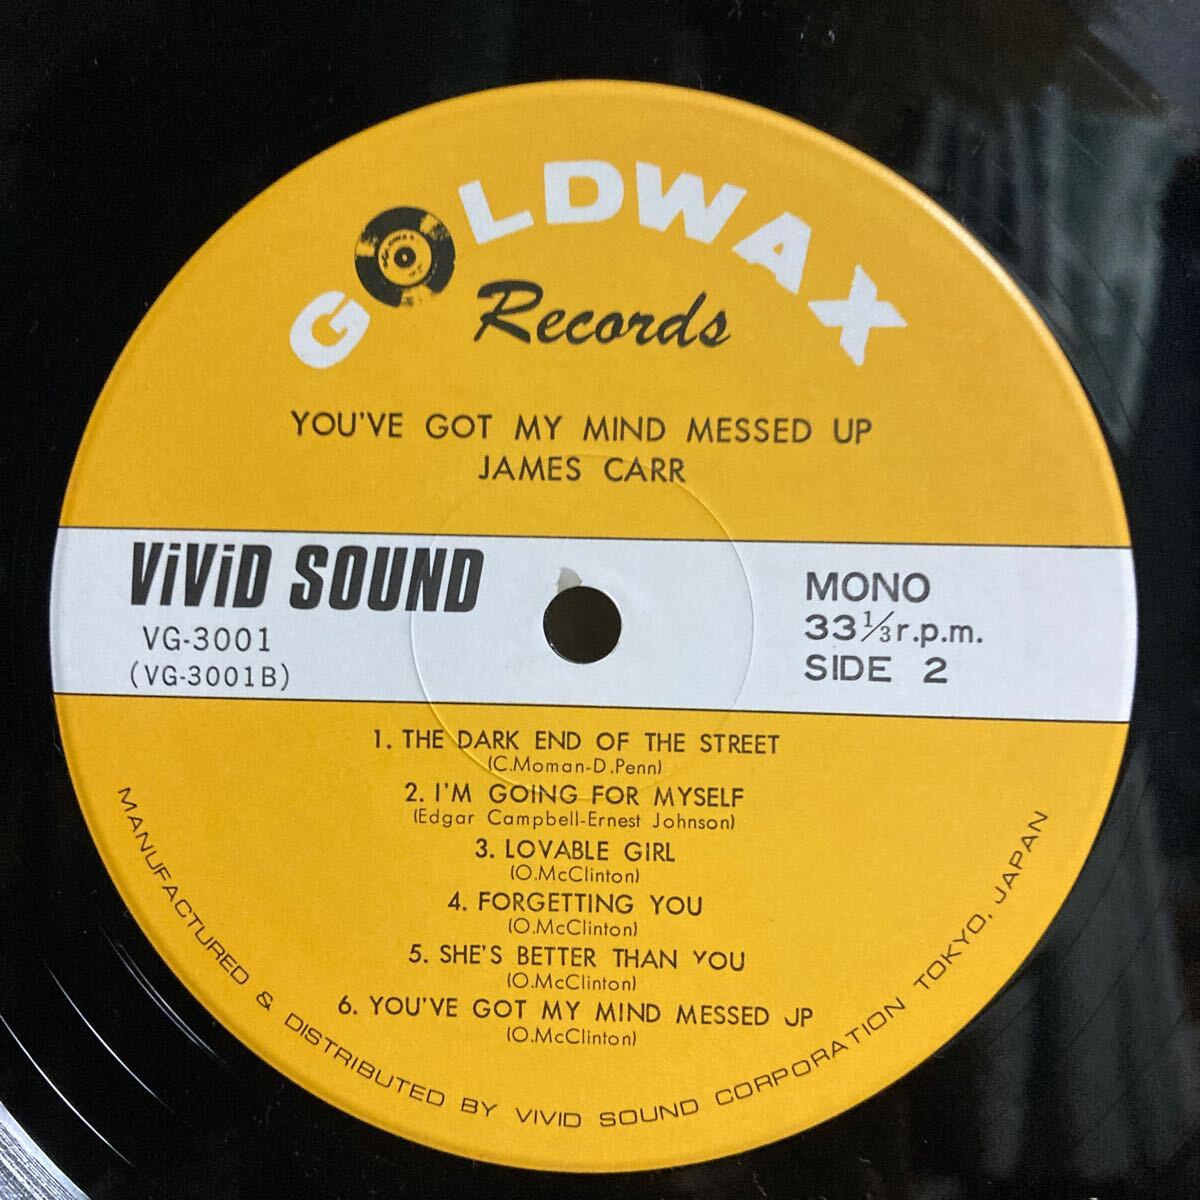 GOLDWAX
Records
YOU'VE GOT MY MIND MESSED UP
JAMES CARR
ViViD SOUND
VG-3001
(VG-3001B)
MONO
33 1/3 r.p.m.
SIDE 2
1. THE DARK END OF THE STREET
(C.Moman-D.Penn)
2. I'M GOING FOR MYSELF
(Edgar Campbell-Ernest Johnson)
3. LOVABLE GIRL
(O.McClinton)
4. FORGETTING YOU
(O.McClinton)
5. SHE'S BETTER THAN YOU
(O.McClinton)
6. YOU'VE GOT MY MIND MESSED UP
(O.McClinton)
MANUFACTURED & DISTRIBUTED BY VIVID SOUND CORPORATION TOKYO, JAPAN